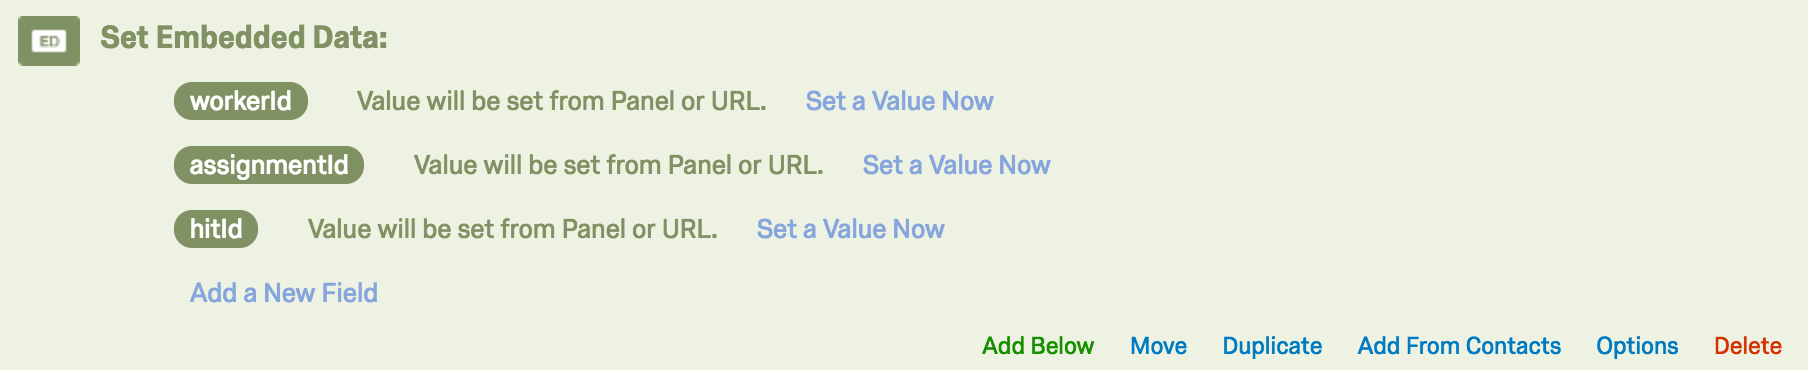 ED Set Embedded Data:
workerId Value will be set from Panel or URL. Set a Value Now
assignmentId Value will be set from Panel or URL. Set a Value Now
hitId Value will be set from Panel or URL. Set a Value Now
Add a New Field
Add Below Move Duplicate Add From Contacts Options Delete